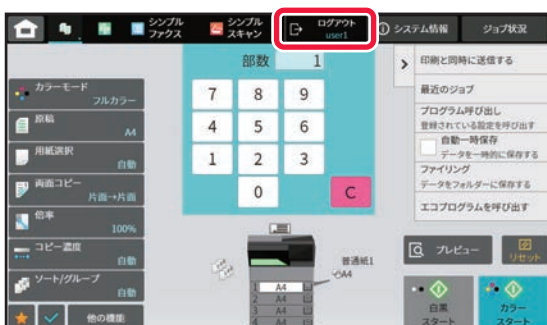 シンプル
ファクス
シンプル
スキャン
ログアウト
user1
システム情報
ジョブ状況
部数 1
カラーモード
フルカラー
原稿
A4
用紙選択
自動
両面コピー
片面→片面
倍率
100%
コピー濃度
自動
ソート/グループ
自動
他の機能
7 8 9
4 5 6
1 2 3
0 C
普通紙1
A4
1 A4
2 A4
3 A4
4 A4
印刷と同時に送信する
最近のジョブ
プログラム呼び出し
登録されている設定を呼び出す
自動一時保存
データを一時的に保存する
ファイリング
データをフォルダーに保存する
エコプログラムを呼び出す
プレビュー
リセット
白黒
スタート
カラー
スタート